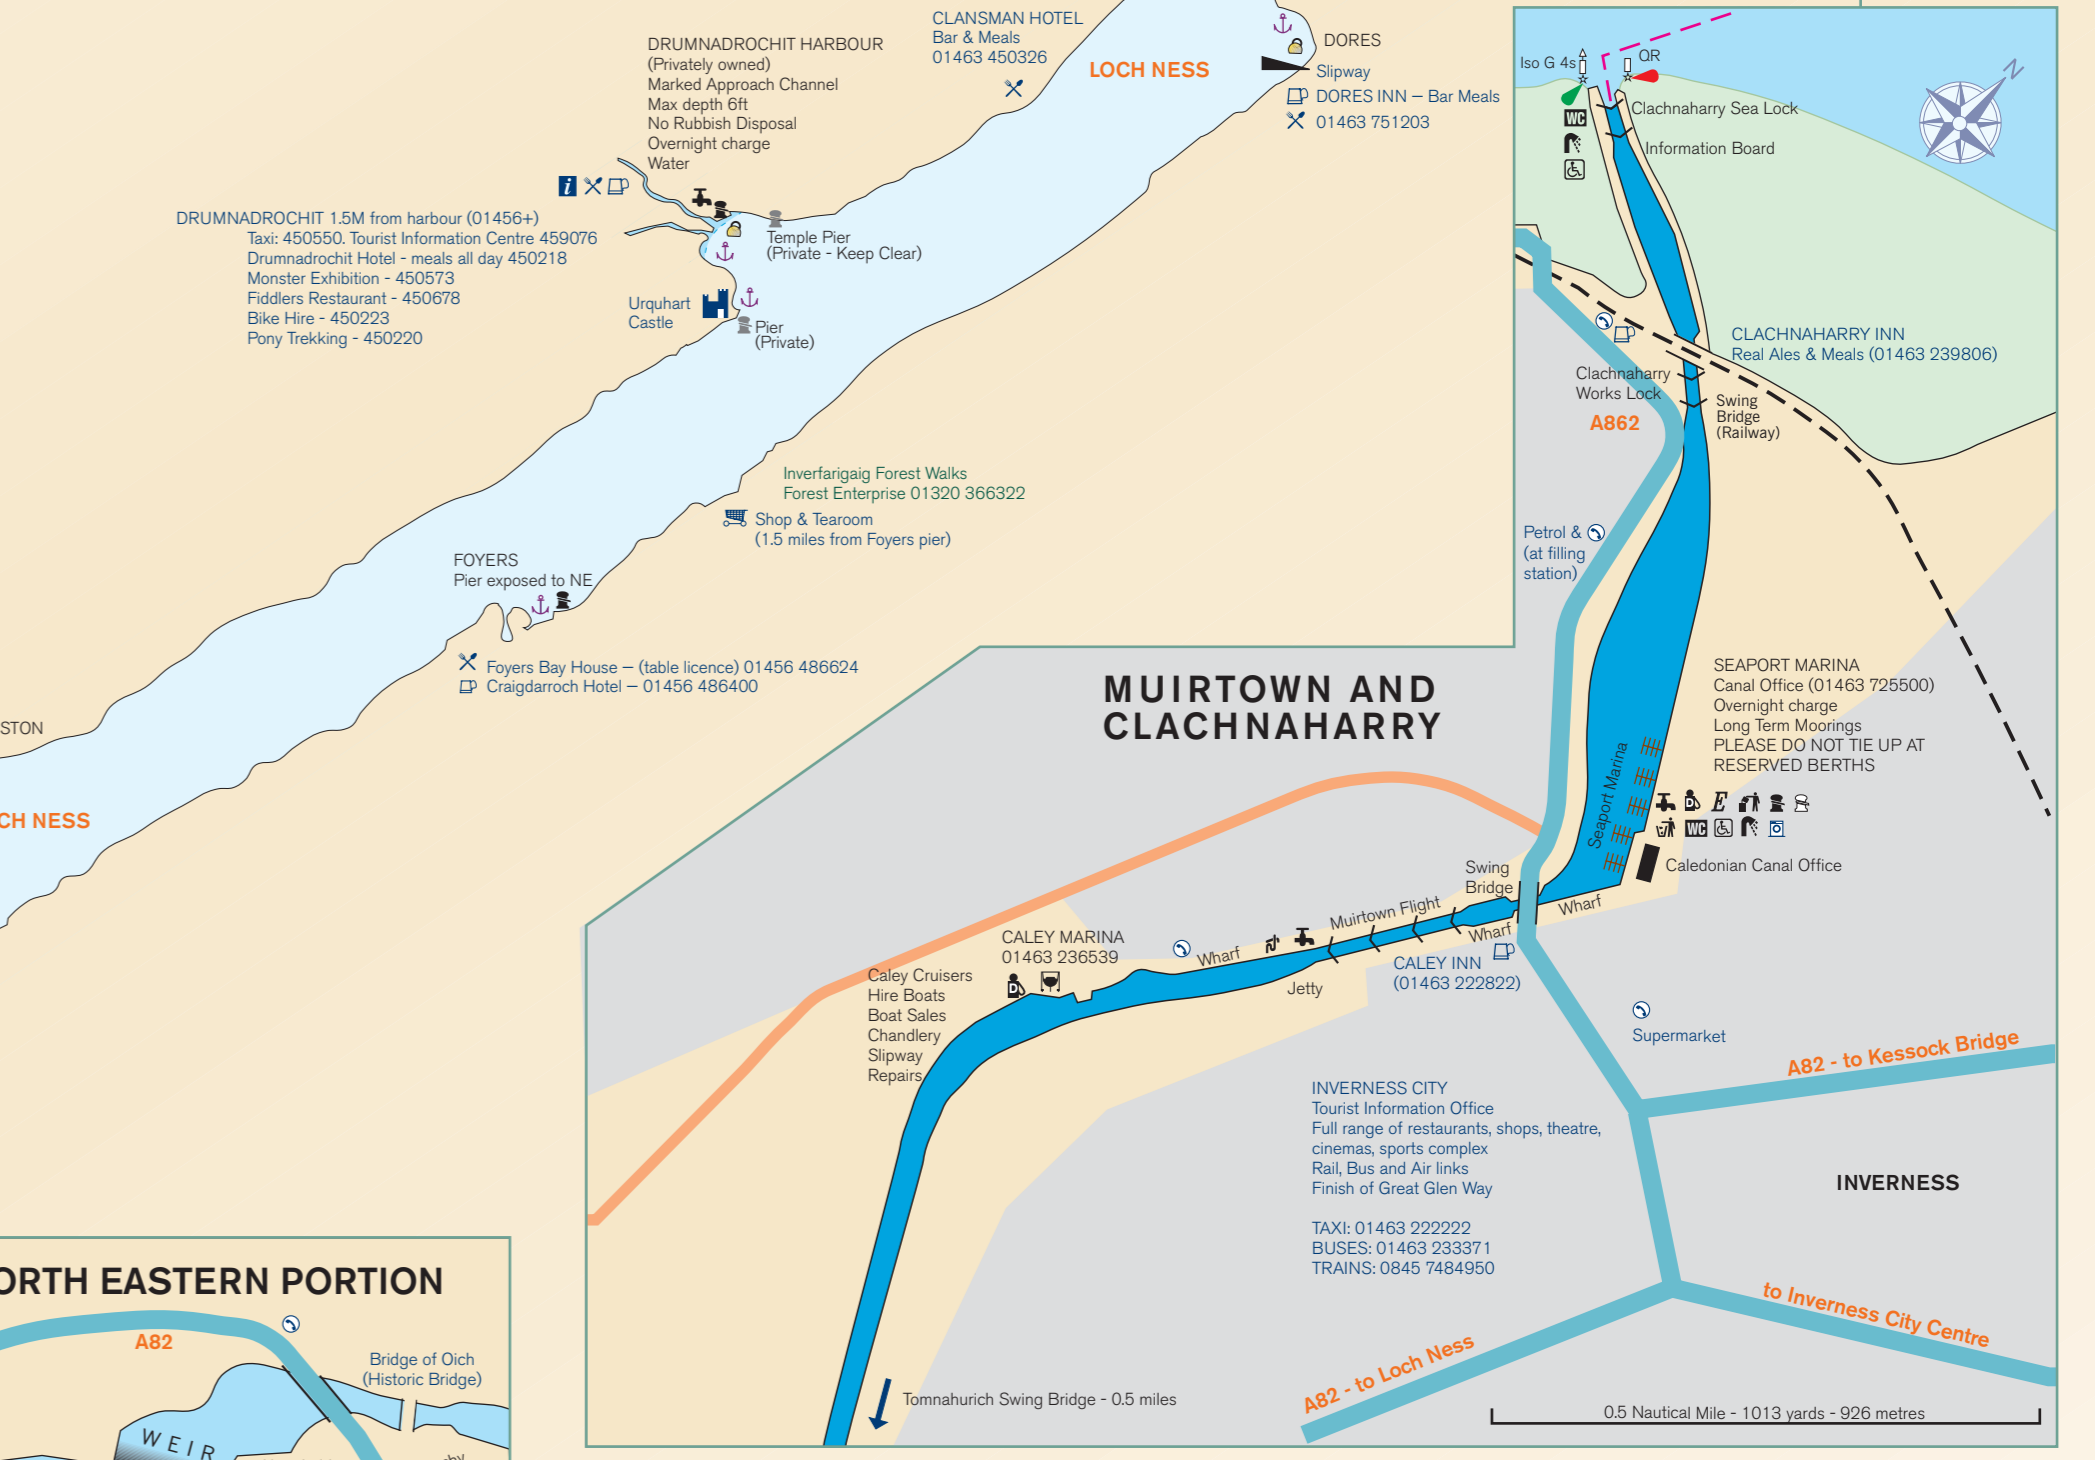 CLANSMAN HOTEL
Bar & Meals
01463 450326
DRUMNADROCHIT HARBOUR
(Privately owned)
Marked Approach Channel
Max depth 6ft
No Rubbish Disposal
Overnight charge
Water
LOCH NESS
DORES
Slipway
DORES INN – Bar Meals
01463 751203
i
DRUMNADROCHIT 1.5M from harbour (01456+)
Taxi: 450550. Tourist Information Centre 459076
Drumnadrochit Hotel - meals all day 450218
Monster Exhibition - 450573
Fiddlers Restaurant - 450678
Bike Hire - 450223
Pony Trekking - 450220
Temple Pier
(Private - Keep Clear)
Urquhart
Castle
Pier
(Private)
Inverfarigaig Forest Walks
Forest Enterprise 01320 366322
Shop & Tearoom
(1.5 miles from Foyers pier)
FOYERS
Pier exposed to NE
Foyers Bay House – (table licence) 01456 486624
Craigdarroch Hotel – 01456 486400
STON
CH NESS
MUIRTOWN AND
CLACHNAHARRY
Iso G 4s
QR
N
WC
Clachnaharry Sea Lock
Information Board
CLACHNAHARRY INN
Real Ales & Meals (01463 239806)
Clachnaharry
Works Lock
A862
Swing
Bridge
(Railway)
Petrol &
(at filling
station)
SEAPORT MARINA
Canal Office (01463 725500)
Overnight charge
Long Term Moorings
PLEASE DO NOT TIE UP AT
RESERVED BERTHS
Seaport Marina
D
E
WC
Caledonian Canal Office
Swing
Bridge
Wharf
Muirtown Flight
Wharf
CALEY INN
(01463 222822)
CALEY MARINA
01463 236539
D
Wharf
Jetty
Caley Cruisers
Hire Boats
Boat Sales
Chandlery
Slipway
Repairs
Supermarket
A82 - to Kessock Bridge
INVERNESS CITY
Tourist Information Office
Full range of restaurants, shops, theatre,
cinemas, sports complex
Rail, Bus and Air links
Finish of Great Glen Way
TAXI: 01463 222222
BUSES: 01463 233371
TRAINS: 0845 7484950
INVERNESS
to Inverness City Centre
A82 - to Loch Ness
Tomnahurich Swing Bridge - 0.5 miles
0.5 Nautical Mile - 1013 yards - 926 metres
ORTH EASTERN PORTION
A82
Bridge of Oich
(Historic Bridge)
WEIR